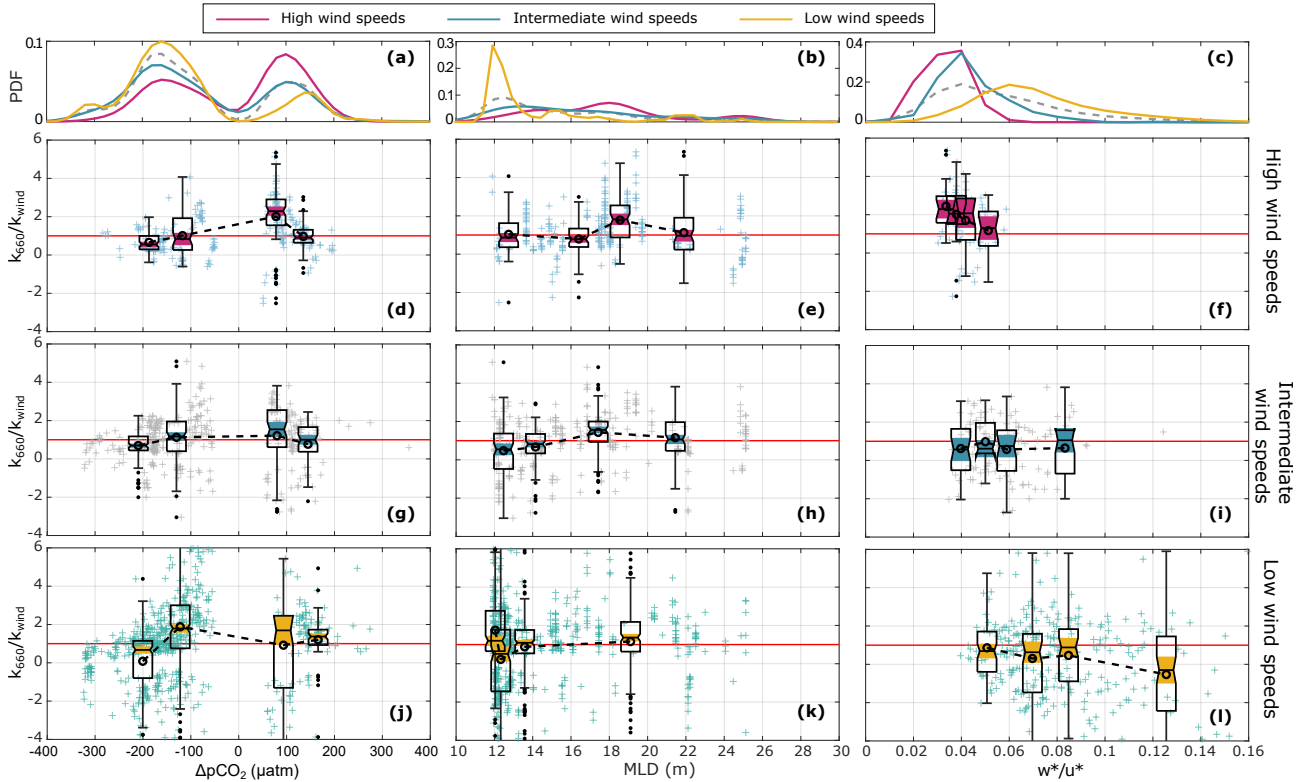 High wind speeds Intermediate wind speeds Low wind speeds
PDF
0.1
0
(a)
0.3
0.2
0.1
0
(b)
0.4
0.2
0
(c)
k660/kwind
6
4
2
0
-2
-4
(d)
(e)
(f)
High wind speeds
k660/kwind
6
4
2
0
-2
-4
(g)
(h)
(i)
Intermediate
wind speeds
k660/kwind
6
4
2
0
-2
-4
(j)
(k)
(l)
Low wind speeds
-400 -300 -200 -100 0 100 200 300 400
ΔpCO2 (µatm)
10 12 14 16 18 20 22 24 26 28 30
MLD (m)
0 0.02 0.04 0.06 0.08 0.1 0.12 0.14 0.16
w*/u*